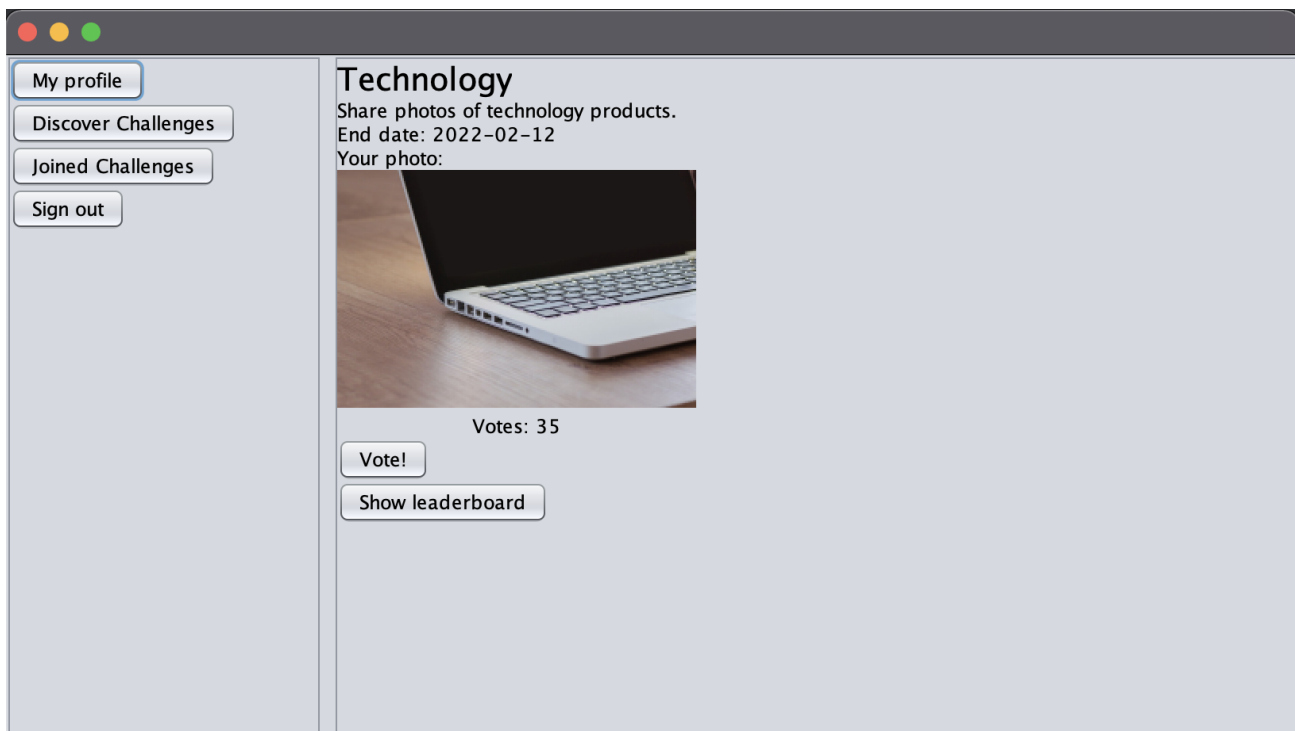 My profile
Discover Challenges
Joined Challenges
Sign out
Technology
Share photos of technology products.
End date: 2022-02-12
Your photo:
Votes: 35
Vote!
Show leaderboard